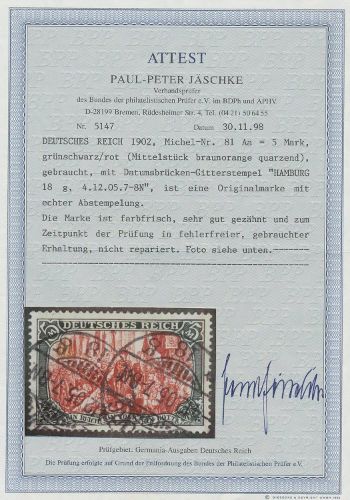 ATTEST
PAUL-PETER JÄSCHKE
Verbandsprüfer
des Bundes der philatelistischen Prüfer e.V. im BDPh und APHV
D-28199 Bremen, Rüdesheimer Str. 4, Tel. (04 21) 50 64 55
Nr. 5147 Datum 30.11.98
DEUTSCHES REICH 1902, Michel-Nr. 81 Aa = 5 Mark,
grünschwarz/rot (Mittelstück braunorange quarzend),
gebraucht, mit Datumsbrücken-Gitterstempel "HAMBURG
18 g, 4.12.05.7-8N", ist eine Originalmarke mit
echter Abstempelung.
Die Marke ist farbfrisch, sehr gut gezähnt und zum
Zeitpunkt der Prüfung in fehlerfreier, gebrauchter
Erhaltung, nicht repariert. Foto siehe unten.
DEUTSCHES REICH
Prüfgebiet: Germania-Ausgaben Deutsches Reich
Die Prüfung erfolgte auf Grund der Prüfordnung des Bundes der Philatelistischen Prüfer e.V.